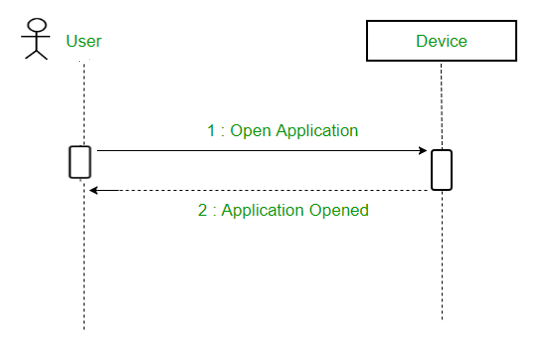 User
Device
1 : Open Application
2 : Application Opened